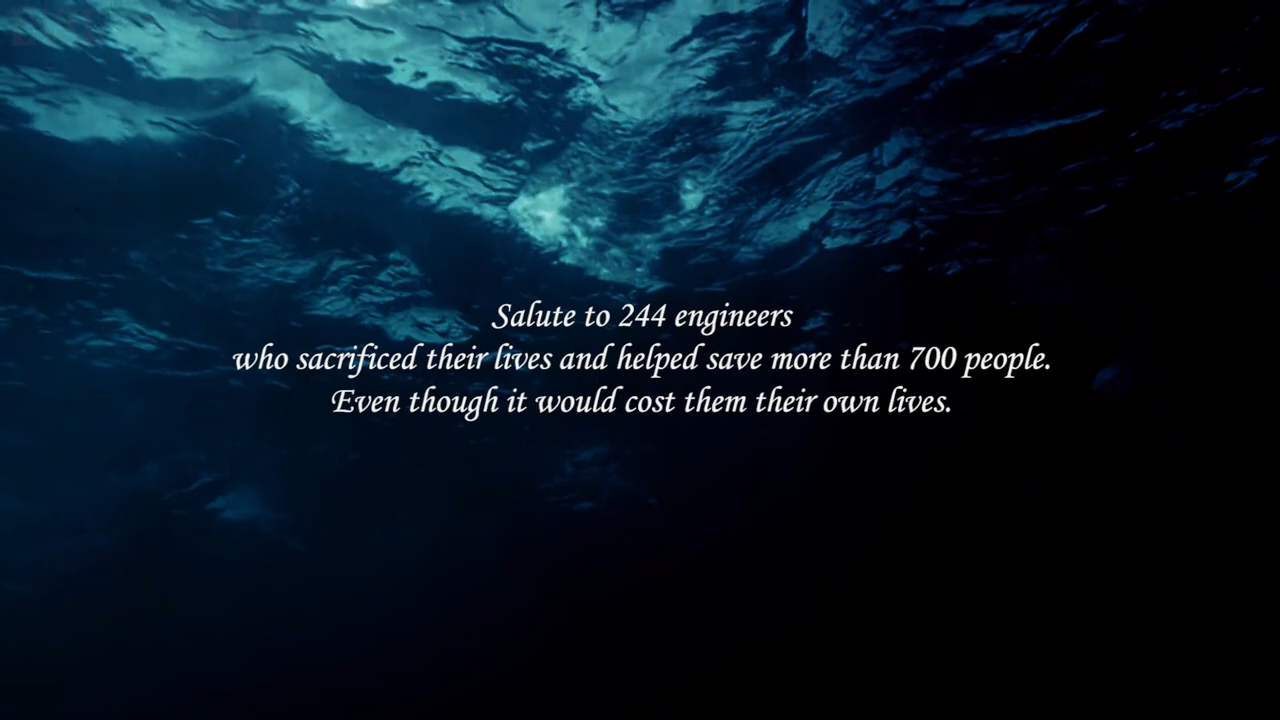 Salute to 244 engineers
who sacrificed their lives and helped save more than 700 people.
Even though it would cost them their own lives.